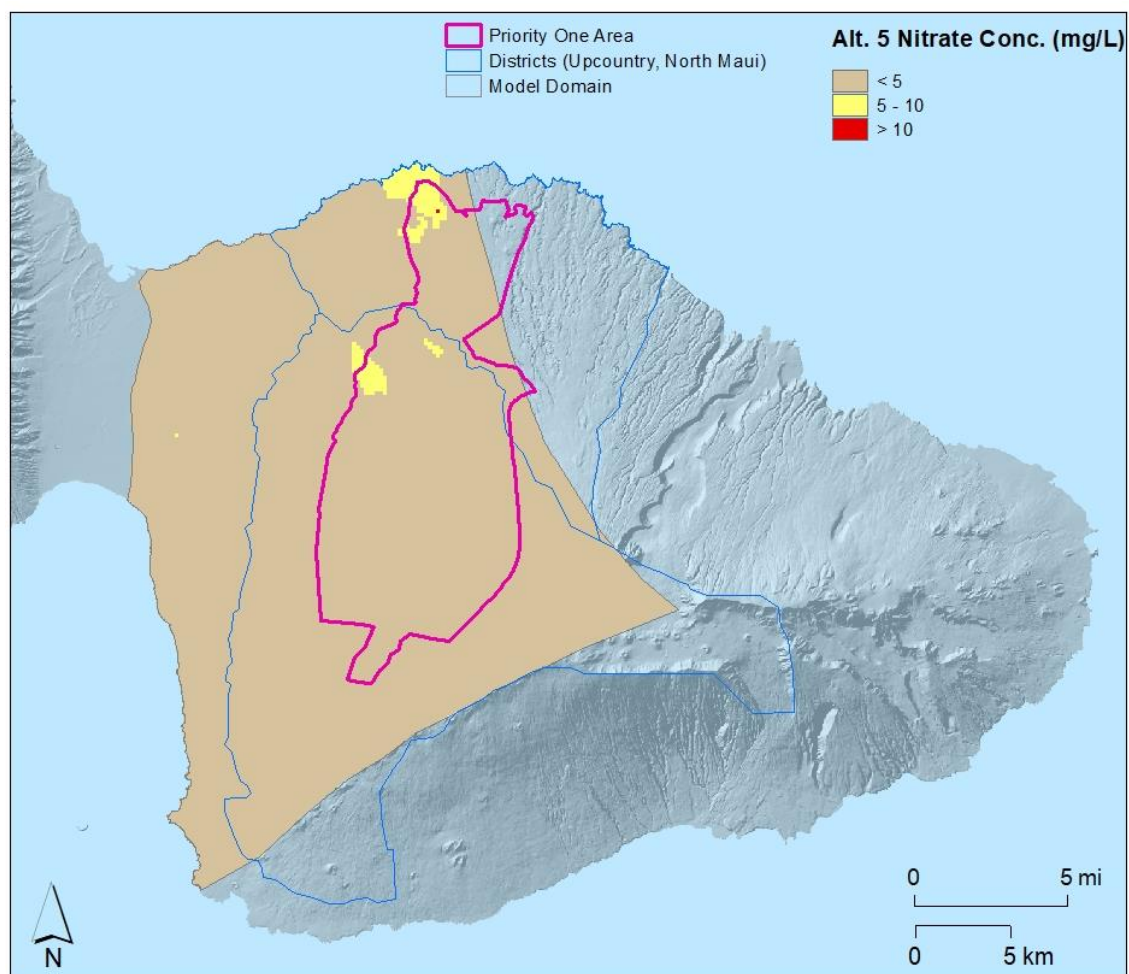 Priority One Area
Districts (Upcountry, North Maui)
Model Domain
Alt. 5 Nitrate Conc. (mg/L)
< 5
5 - 10
> 10
0 5 mi
0 5 km
N